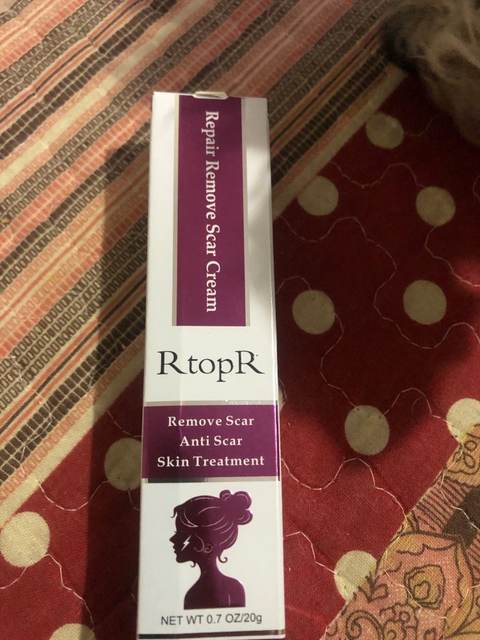 Repair Remove Scar Cream
RtopR
Remove Scar
Anti Scar
Skin Treatment
NET WT 0.7 OZ/20g